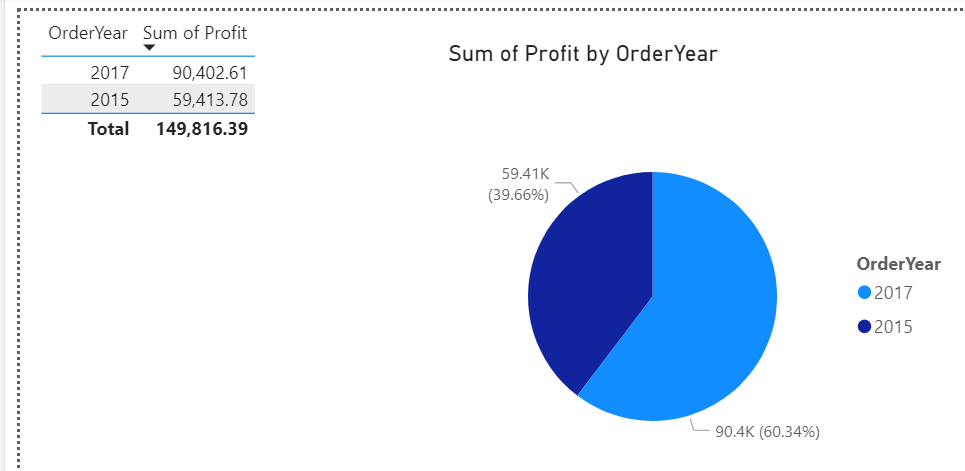 OrderYear Sum of Profit
2017 90,402.61
2015 59,413.78
Total 149,816.39
Sum of Profit by OrderYear
59.41K
(39.66%)
90.4K (60.34%)
OrderYear
2017
2015